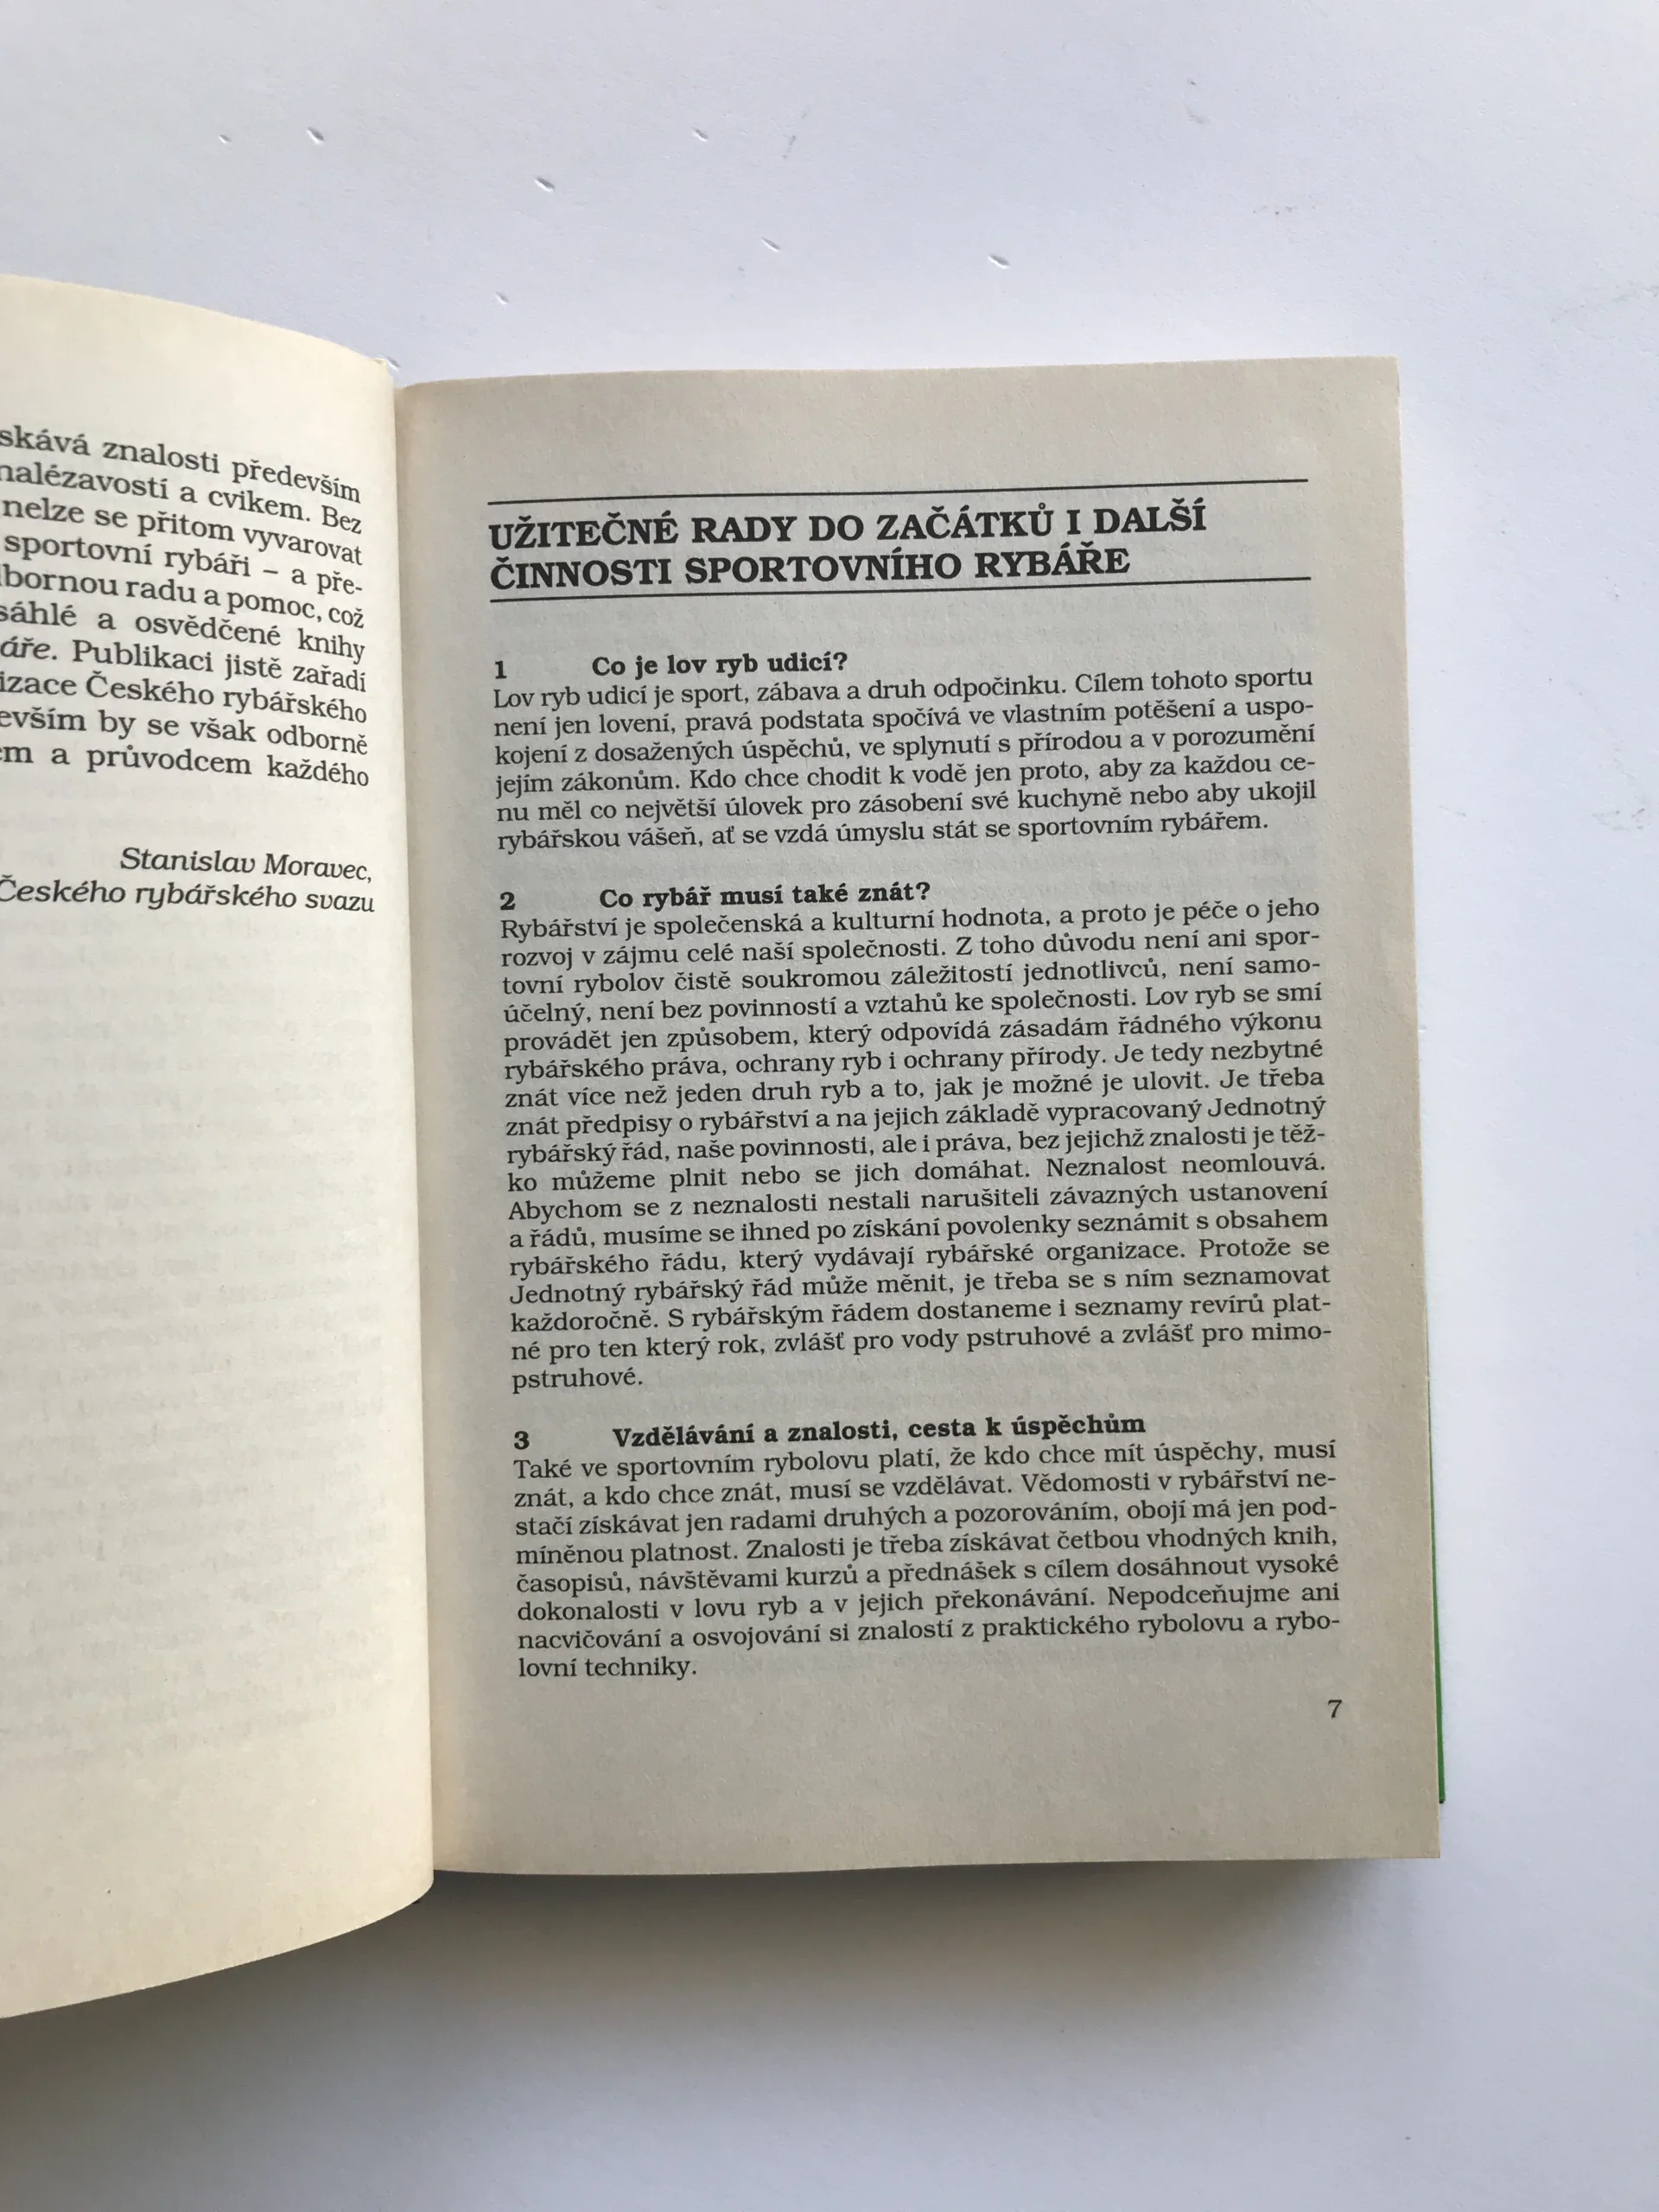 znalosti především
a cvikem. Bez
nelze se přitom vyvarovat
sportovní rybáři – a pře-
radu a pomoc, což
a osvědčené knihy
Publikaci jistě zařadí
Českého rybářského
by se však odborně
a průvodcem každého
Stanislav Moravec,
Českého rybářského svazu
UŽITEČNÉ RADY DO ZAČÁTKŮ I DALŠÍ
ČINNOSTI SPORTOVNÍHO RYBÁŘE
1 Co je lov ryb udicí?
Lov ryb udicí je sport, zábava a druh odpočinku. Cílem tohoto sportu
není jen lovení, pravá podstata spočívá ve vlastním potěšení a uspo-
kojení z dosažených úspěchů, ve splynutí s přírodou a v porozumění
jejím zákonům. Kdo chce chodit k vodě jen proto, aby za každou ce-
nu měl co největší úlovek pro zásobení své kuchyně nebo aby ukojil
rybářskou vášeň, ať se vzdá úmyslu stát se sportovním rybářem.
2 Co rybář musí také znát?
Rybářství je společenská a kulturní hodnota, a proto je péče o jeho
rozvoj v zájmu celé naší společnosti. Z toho důvodu není ani spor-
tovní rybolov čistě soukromou záležitostí jednotlivců, není samo-
účelný, není bez povinností a vztahů ke společnosti. Lov ryb se smí
provádět jen způsobem, který odpovídá zásadám řádného výkonu
rybářského práva, ochrany ryb i ochrany přírody. Je tedy nezbytné
znát více než jeden druh ryb a to, jak je možné je ulovit. Je třeba
znát předpisy o rybářství a na jejich základě vypracovaný Jednotný
rybářský řád, naše povinnosti, ale i práva, bez jejichž znalosti je těž-
ko můžeme plnit nebo se jich domáhat. Neznalost neomlouvá.
Abychom se z neznalosti nestali narušiteli závazných ustanovení
a řádů, musíme se ihned po získání povolenky seznámit s obsahem
rybářského řádu, který vydávají rybářské organizace. Protože se
Jednotný rybářský řád může měnit, je třeba se s ním seznamovat
každoročně. S rybářským řádem dostaneme i seznamy revírů plat-
né pro ten který rok, zvlášť pro vody pstruhové a zvlášť pro mimo-
pstruhové.
3 Vzdělávání a znalosti, cesta k úspěchům
Také ve sportovním rybolovu platí, že kdo chce mít úspěchy, musí
znát, a kdo chce znát, musí se vzdělávat. Vědomosti v rybářství ne-
stačí získávat jen radami druhých a pozorováním, obojí má jen pod-
míněnou platnost. Znalosti je třeba získávat četbou vhodných knih,
časopisů, návštěvami kurzů a přednášek s cílem dosáhnout vysoké
dokonalosti v lovu ryb a v jejich překonávání. Nepodceňujme ani
nacvičování a osvojování si znalostí z praktického rybolovu a rybo-
lovní techniky.
7